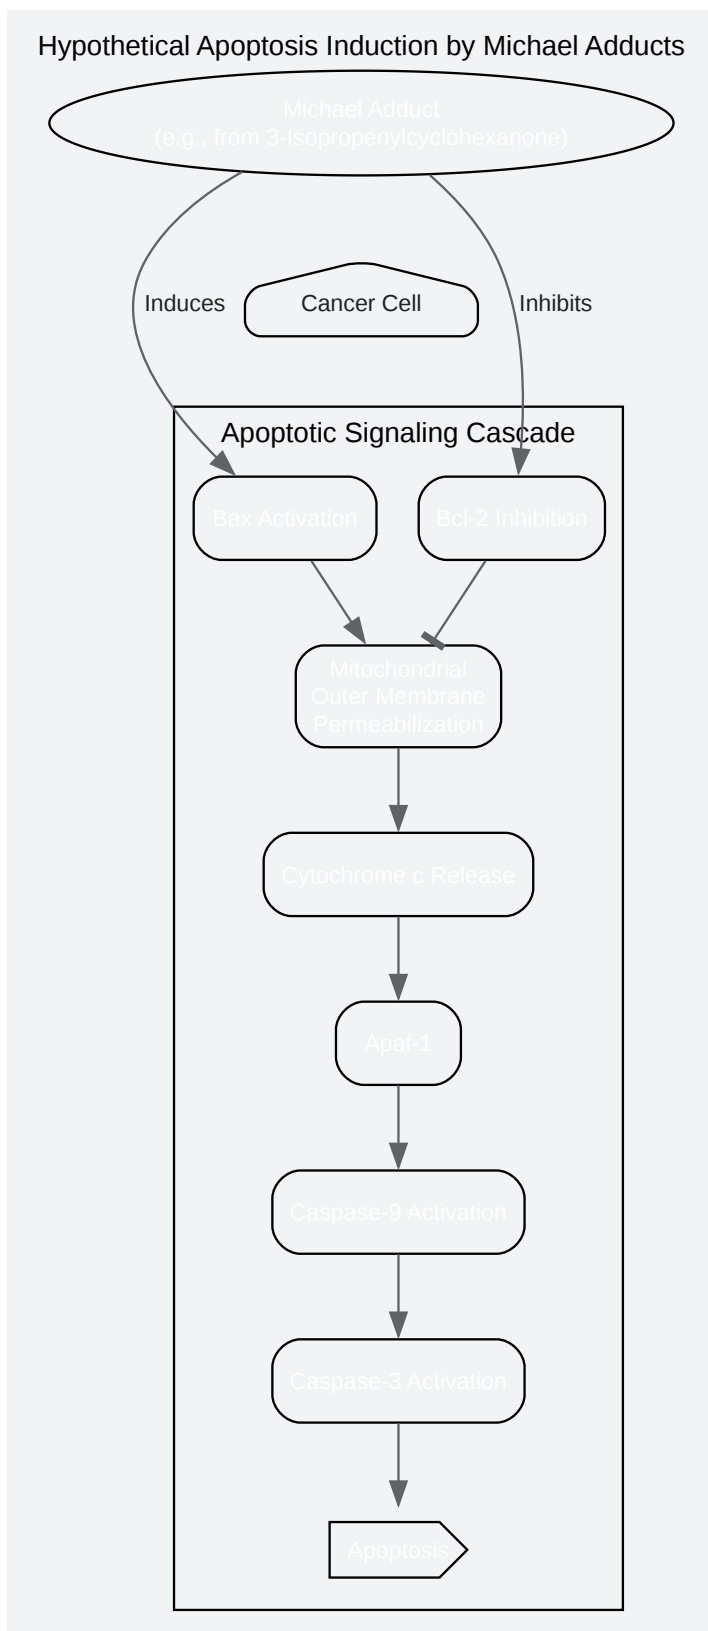 Hypothetical Apoptosis Induction by Michael Adducts
Michael Adduct
(e.g., from 3-Isopropenylcyclohexanone)
Induces
Cancer Cell
Inhibits
Apoptotic Signaling Cascade
Bax Activation
Bcl-2 Inhibition
Mitochondrial
Outer Membrane
Permeabilization
Cytochrome c Release
Apaf-1
Caspase-9 Activation
Caspase-3 Activation
Apoptosis